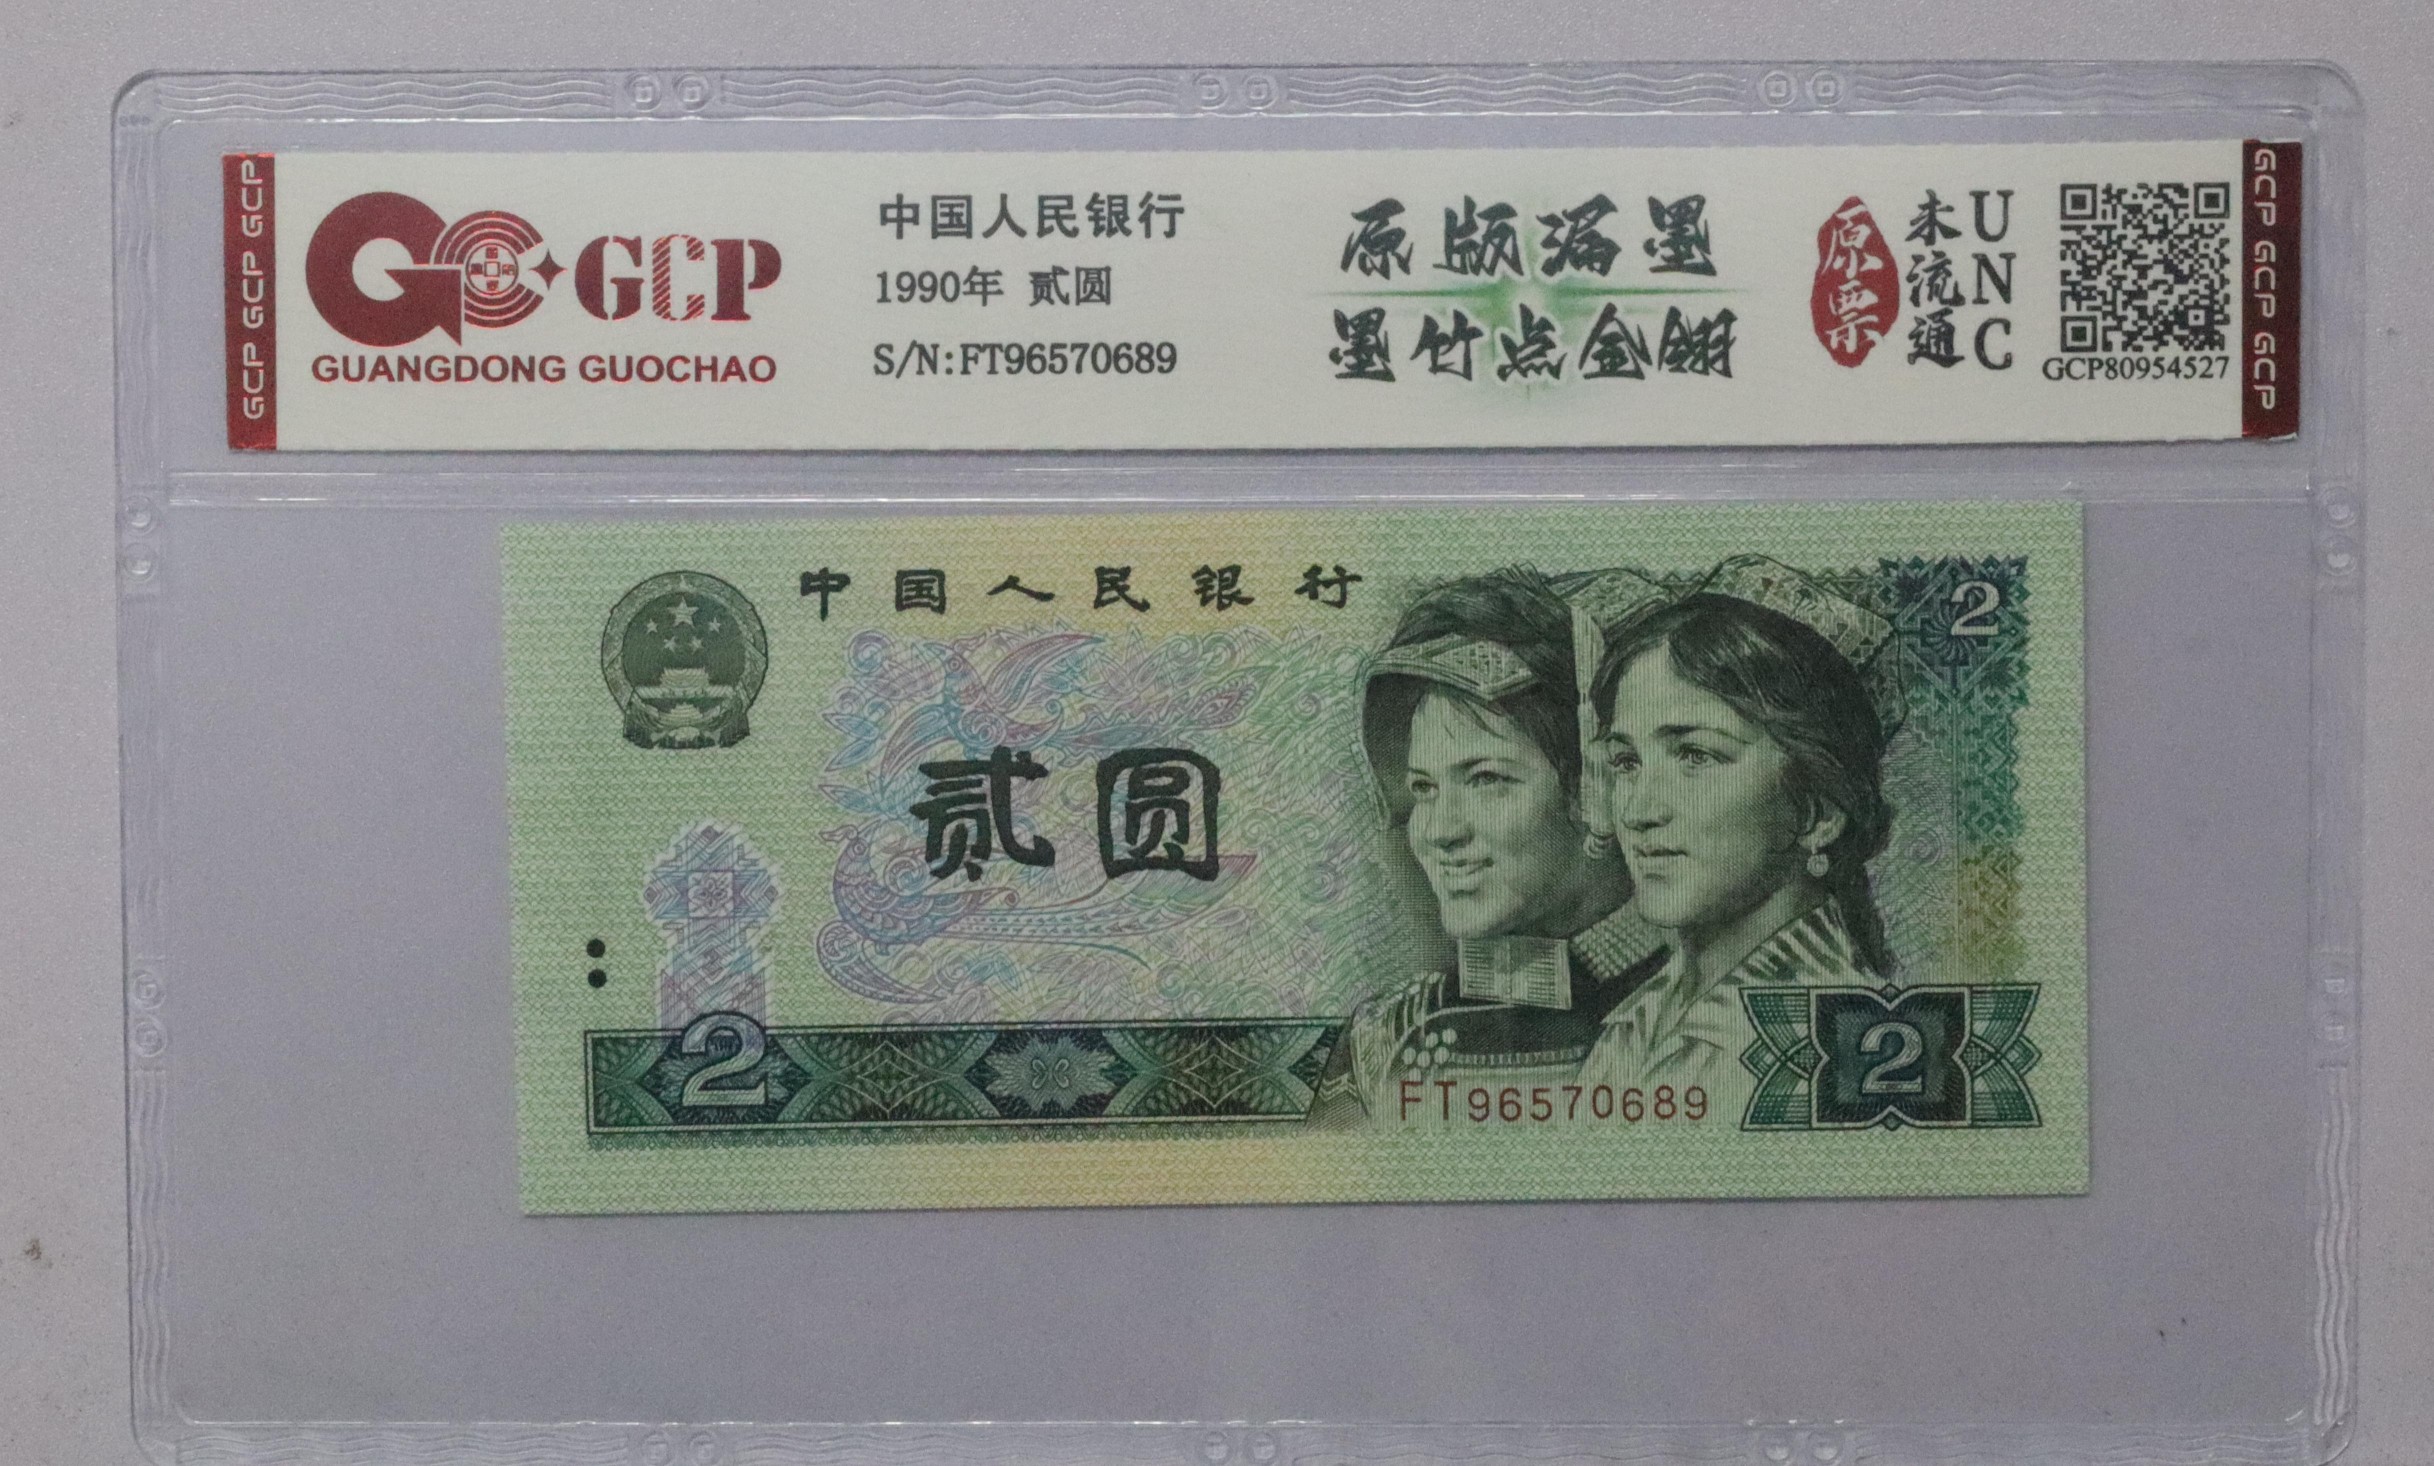 GCP GCP GCP
GCP
GUANGDONG GUOCHAO
中国人民银行
1990年 贰圆
S/N:FT96570689
原版漏墨
墨竹点金翎
原票
未流通
UNC
GCP80954527
GCP GCP GCP
中国人民银行
2
贰圆
2
FT96570689
2